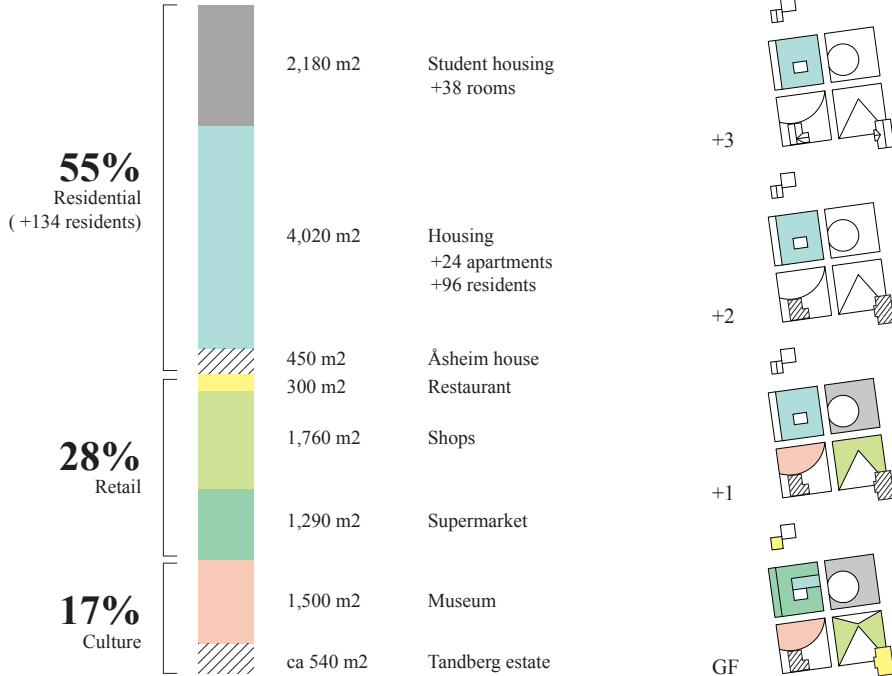 2,180 m2 Student housing
+38 rooms
+3
55%
Residential
( +134 residents)
4,020 m2 Housing
+24 apartments
+96 residents
+2
450 m2 Åsheim house
300 m2 Restaurant
1,760 m2 Shops
28%
Retail
+1
1,290 m2 Supermarket
17%
Culture
1,500 m2 Museum
ca 540 m2 Tandberg estate
GF